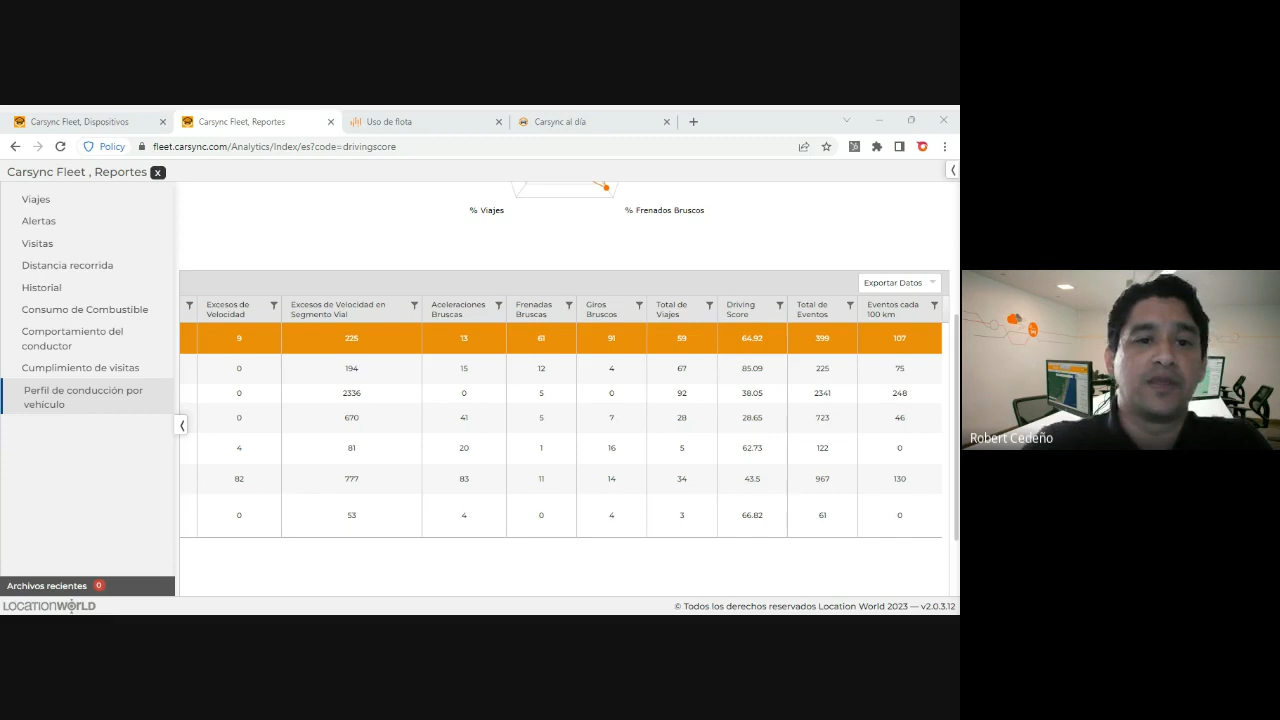 Carsync Fleet, Dispositivos
Carsync Fleet, Reportes
Uso de flota
Carsync al día
Policy
fleet.carsync.com/Analytics/Index/es?code=drivingscore
Carsync Fleet , Reportes x
Viajes
Alertas
Visitas
Distancia recorrida
Historial
Consumo de Combustible
Comportamiento del
conductor
Cumplimiento de visitas
Perfil de conducción por
vehículo
Archivos recientes 0
LOCATIONWORLD
% Viajes
% Frenados Bruscos
Exportar Datos
Excesos de Velocidad
Excesos de Velocidad en Segmento Vial
Aceleraciones Bruscas
Frenadas Bruscas
Giros Bruscos
Total de Viajes
Driving Score
Total de Eventos
Eventos cada 100 km
9 225 13 61 91 59 64.92 399 107
0 194 15 12 4 67 85.09 225 75
0 2336 0 5 0 92 38.05 2341 248
0 670 41 5 7 28 28.65 723 46
4 81 20 1 16 5 62.73 122 0
82 777 83 11 14 34 43.5 967 130
0 53 4 0 4 3 66.82 61 0
© Todos los derechos reservados Location World 2023 — v2.0.3.12
Robert Cedeño